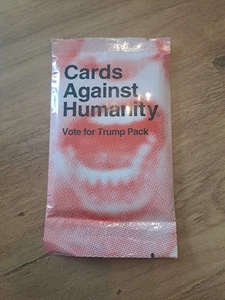 Cards
Against
Humanity
Vote for Trump Pack